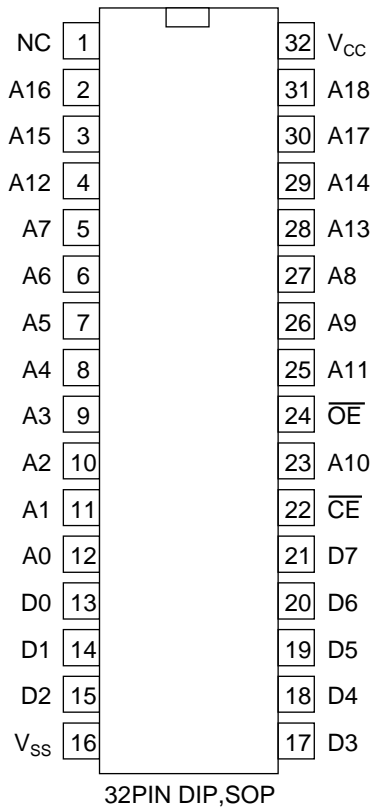 NC 1 32 VCC
A16 2 31 A18
A15 3 30 A17
A12 4 29 A14
A7 5 28 A13
A6 6 27 A8
A5 7 26 A9
A4 8 25 A11
A3 9 24 O̅E̅
A2 10 23 A10
A1 11 22 C̅E̅
A0 12 21 D7
D0 13 20 D6
D1 14 19 D5
D2 15 18 D4
VSS 16 17 D3
32PIN DIP,SOP